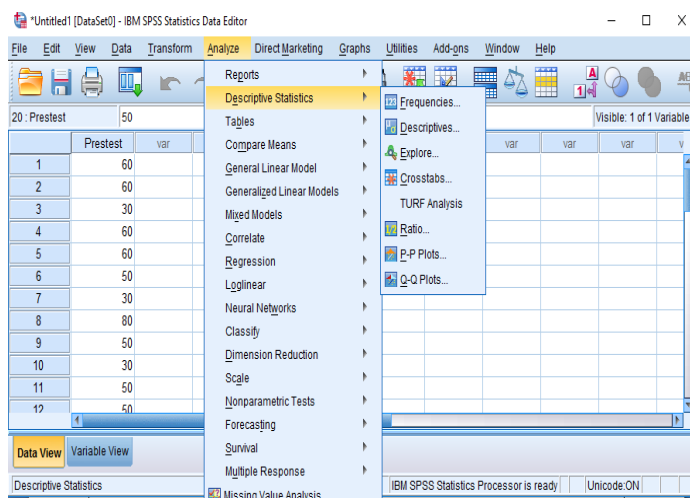 *Untitled1 [DataSet0] - IBM SPSS Statistics Data Editor
File Edit View Data Transform Analyze Direct Marketing Graphs Utilities Add-ons Window Help
20 : Prestest 50 Visible: 1 of 1 Variable
Prestest var var var var v
1 60
2 60
3 30
4 60
5 60
6 50
7 30
8 80
9 50
10 30
11 50
12 50
Reports
Descriptive Statistics
Tables
Compare Means
General Linear Model
Generalized Linear Models
Mixed Models
Correlate
Regression
Loglinear
Neural Networks
Classify
Dimension Reduction
Scale
Nonparametric Tests
Forecasting
Survival
Multiple Response
Missing Value Analysis
Frequencies...
Descriptives...
Explore...
Crosstabs...
TURF Analysis
Ratio...
P-P Plots...
Q-Q Plots...
Data View Variable View
Descriptive Statistics IBM SPSS Statistics Processor is ready Unicode:ON